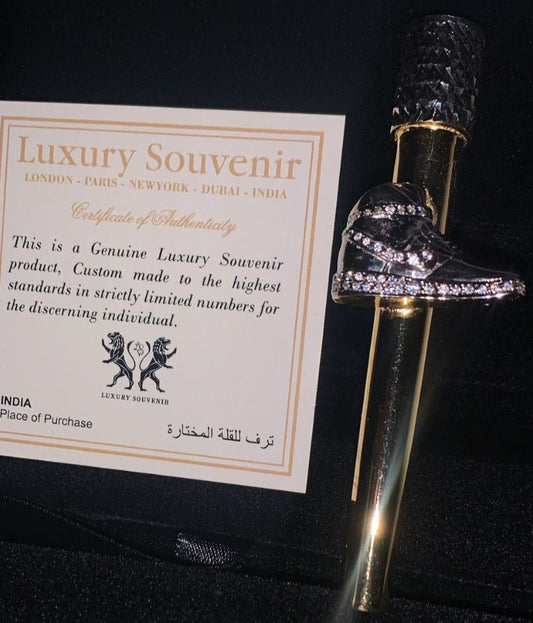 Luxury Souvenir
LONDON - PARIS - NEWYORK - DUBAI - INDIA
Certificate of Authenticity
This is a Genuine Luxury Souvenir
product, Custom made to the highest
standards in strictly limited numbers for
the discerning individual.
LUXURY SOUVENIR
INDIA
Place of Purchase
ترف للقلة المختارة